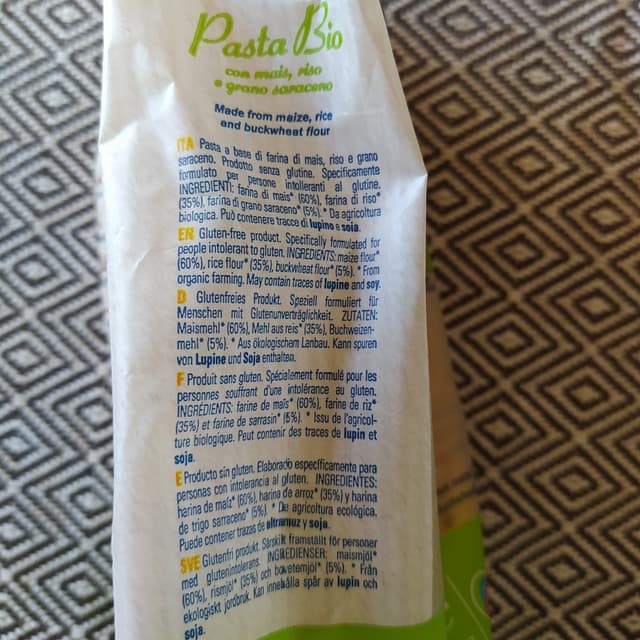 Pasta Bio
con mais, riso
e grano saraceno
Made from maize, rice
and buckwheat flour
ITA Pasta a base di farina di mais, riso e grano
saraceno. Prodotto senza glutine. Specificamente
formulato per persone intolleranti al glutine.
INGREDIENTI: farina di mais* (60%), farina di riso*
(35%), farina di grano saraceno* (5%). * Da agricoltura
biologica. Può contenere tracce di lupino e soia.
EN Gluten-free product. Specifically formulated for
people intolerant to gluten. INGREDIENTS: maize flour*
(60%), rice flour* (35%), buckwheat flour* (5%). * From
organic farming. May contain traces of lupine and soy.
D Glutenfreies Produkt. Speziell formuliert für
Menschen mit Glutenunverträglichkeit. ZUTATEN:
Maismehl* (60%), Mehl aus reis* (35%), Buchweizen-
mehl* (5%). * Aus ökologischem Lanbau. Kann spuren
von Lupine und Soja enthalten.
F Produit sans gluten. Spécialement formulé pour les
personnes souffrant d'une intolérance au gluten.
INGRÉDIENTS: farine de maïs* (60%), farine de riz*
(35%) et farine de sarrasin* (5%). * Issu de l'agricol-
ture biologique. Peut contenir des traces de lupin et
soja.
E Producto sin gluten. Elaborado específicamente para
personas con intolerancia al gluten. INGREDIENTES:
harina de maíz* (60%), harina de arroz* (35%) y harina
de trigo sarraceno* (5%). * De agricultura ecológica.
Puede contener trazas de altramuz y soja.
SVE Glutenfri produkt. Särskilt framställt för personer
med glutenintolerans. INGREDIENSER: maismjöl*
(60%), rismjöl* (35%) och bovetemjöl* (5%). * Från
ekologiskt jordbruk. Kan innehålla spår av lupin och
soja.